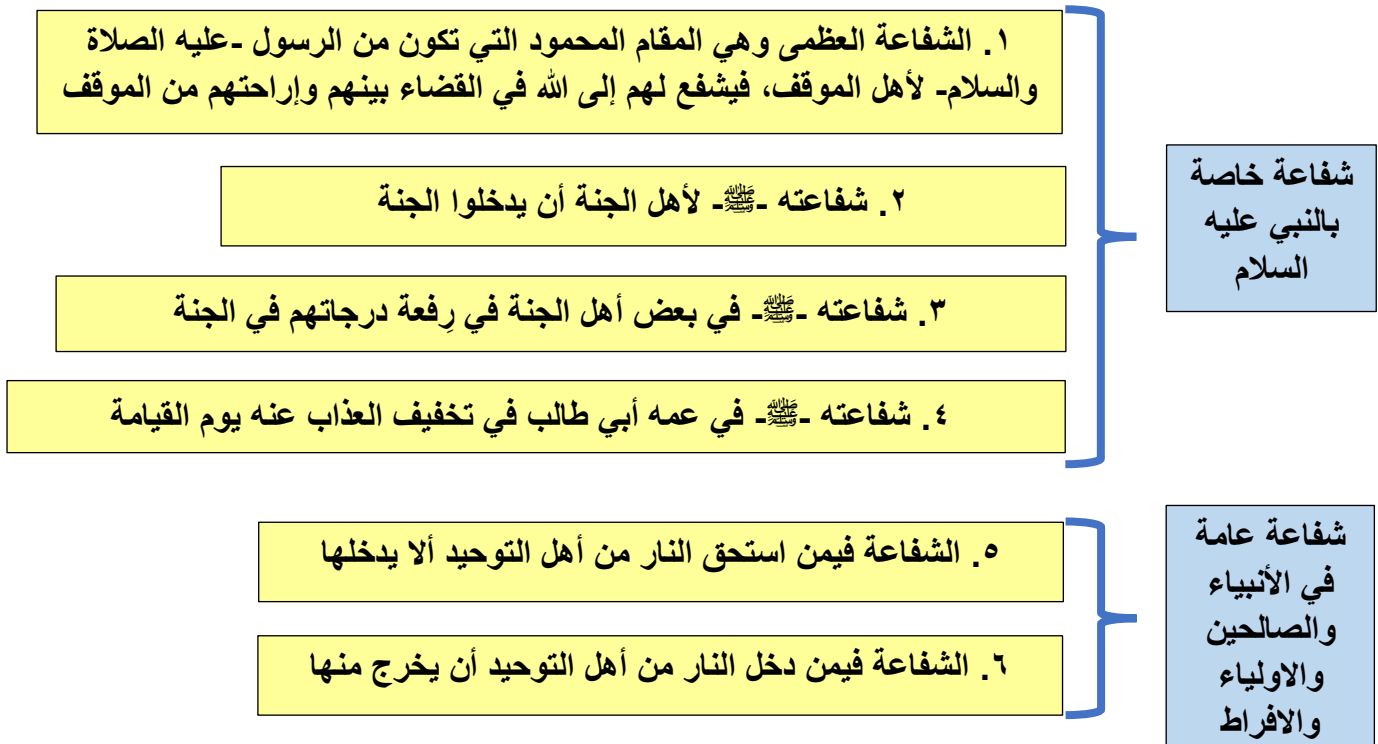 ١. الشفاعة العظمى وهي المقام المحمود التي تكون من الرسول -عليه الصلاة
والسلام- لأهل الموقف، فيشفع لهم إلى الله في القضاء بينهم وإراحتهم من الموقف
شفاعة خاصة
بالنبي عليه
السلام
٢. شفاعته -ﷺ- لأهل الجنة أن يدخلوا الجنة
٣. شفاعته -ﷺ- في بعض أهل الجنة في رِفعة درجاتهم في الجنة
٤. شفاعته -ﷺ- في عمه أبي طالب في تخفيف العذاب عنه يوم القيامة
شفاعة عامة
في الأنبياء
والصالحين
والاولياء
والافراط
٥. الشفاعة فيمن استحق النار من أهل التوحيد ألا يدخلها
٦. الشفاعة فيمن دخل النار من أهل التوحيد أن يخرج منها